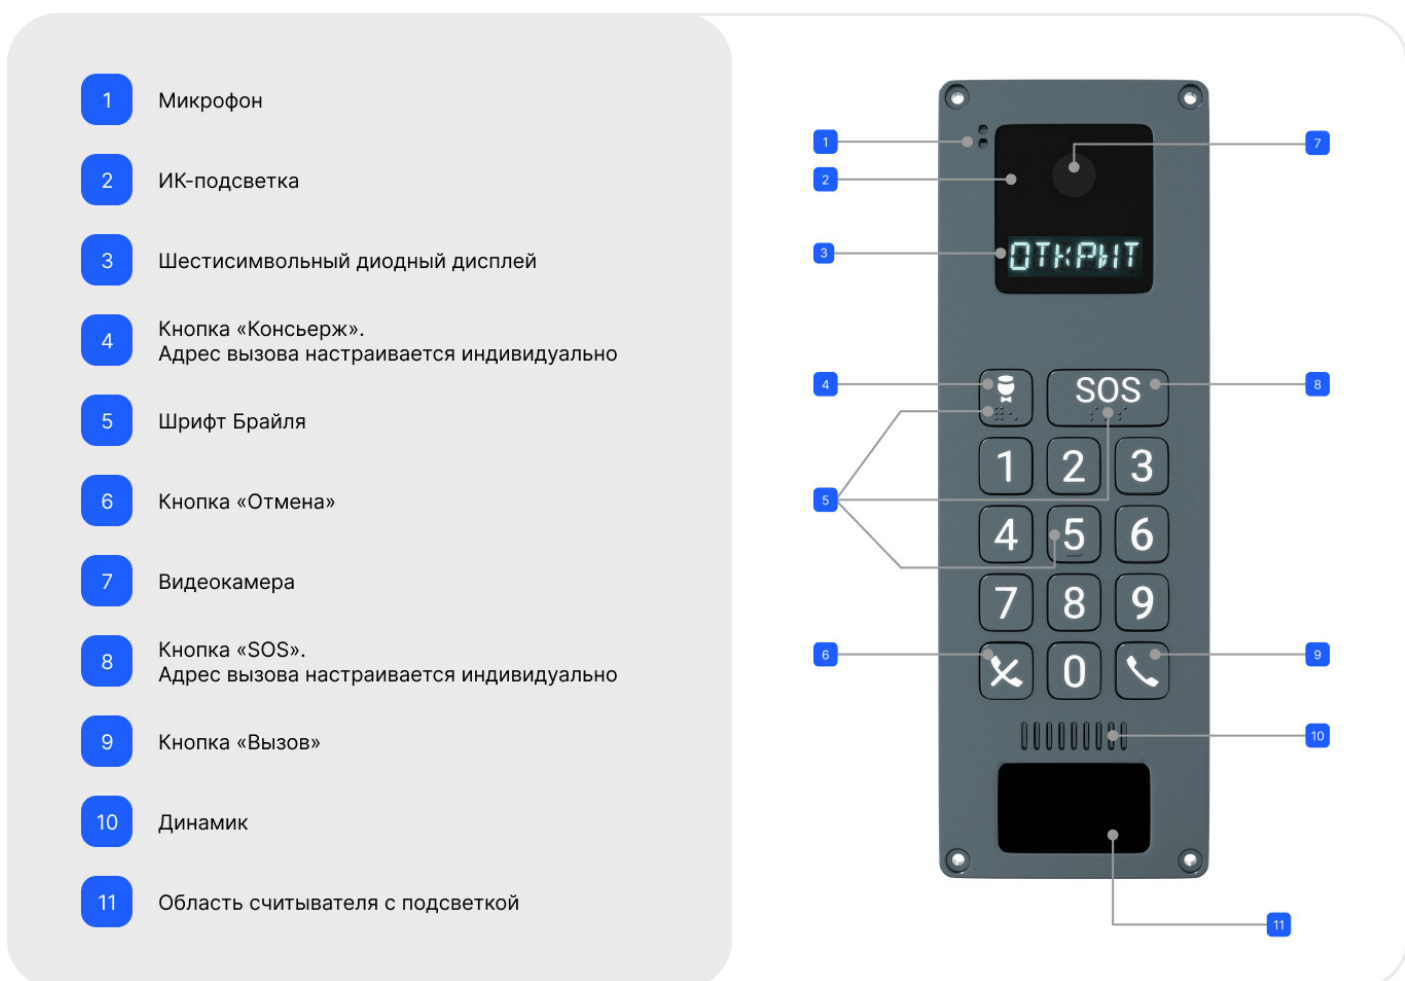 1 Микрофон
2 ИК-подсветка
3 Шестисимвольный диодный дисплей
4 Кнопка «Консьерж».
Адрес вызова настраивается индивидуально
5 Шрифт Брайля
6 Кнопка «Отмена»
7 Видеокамера
8 Кнопка «SOS».
Адрес вызова настраивается индивидуально
9 Кнопка «Вызов»
10 Динамик
11 Область считывателя с подсветкой
1
7
2
3
ОТКРЫТ
4
SOS
8
1 2 3
5
4 5 6
7 8 9
6
0
9
10
11